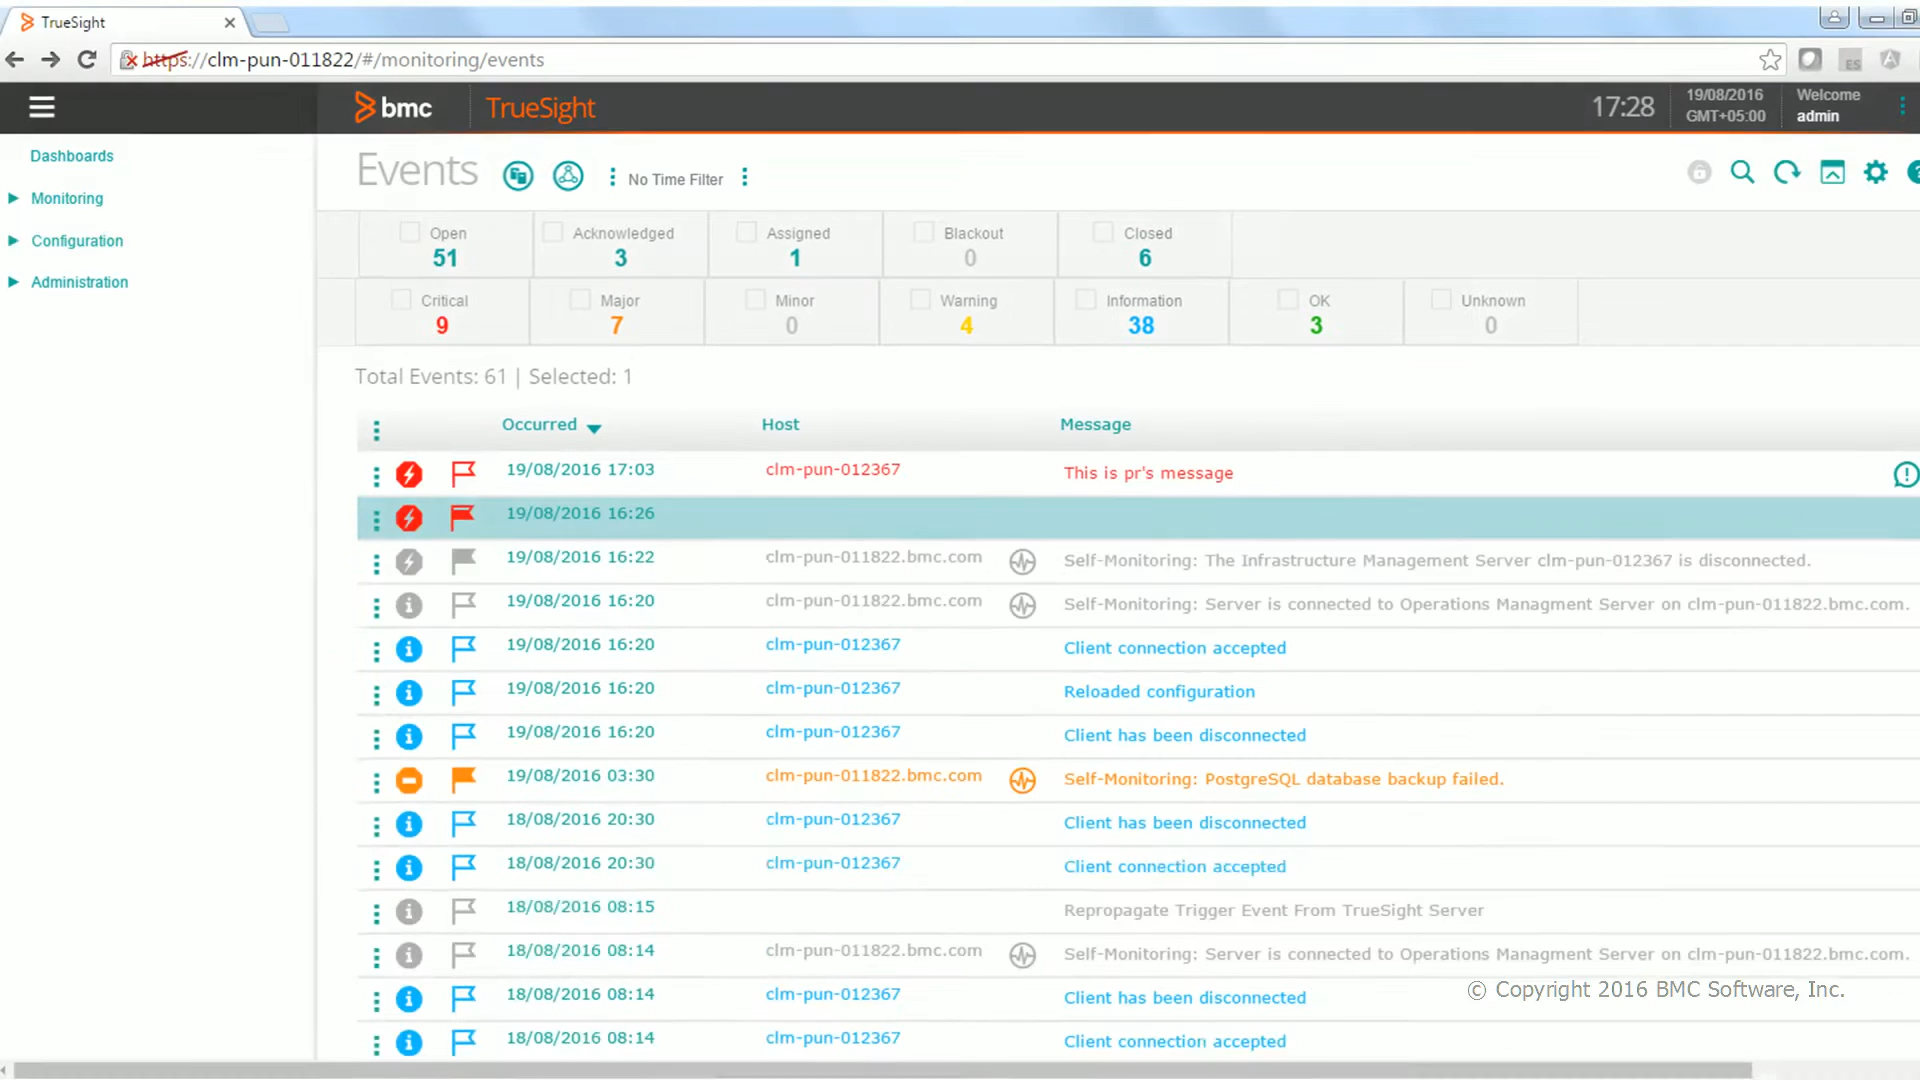 TrueSight
https://clm-pun-011822/#/monitoring/events
ES
bmc TrueSight 17:28 19/08/2016 GMT+05:00 Welcome admin
Dashboards
Monitoring
Configuration
Administration
Events No Time Filter
Open Acknowledged Assigned Blackout Closed
51 3 1 0 6
Critical Major Minor Warning Information OK Unknown
9 7 0 4 38 3 0
Total Events: 61 | Selected: 1
Occurred Host Message
19/08/2016 17:03 clm-pun-012367 This is pr's message
19/08/2016 16:26
19/08/2016 16:22 clm-pun-011822.bmc.com Self-Monitoring: The Infrastructure Management Server clm-pun-012367 is disconnected.
19/08/2016 16:20 clm-pun-011822.bmc.com Self-Monitoring: Server is connected to Operations Managment Server on clm-pun-011822.bmc.com.
19/08/2016 16:20 clm-pun-012367 Client connection accepted
19/08/2016 16:20 clm-pun-012367 Reloaded configuration
19/08/2016 16:20 clm-pun-012367 Client has been disconnected
19/08/2016 03:30 clm-pun-011822.bmc.com Self-Monitoring: PostgreSQL database backup failed.
18/08/2016 20:30 clm-pun-012367 Client has been disconnected
18/08/2016 20:30 clm-pun-012367 Client connection accepted
18/08/2016 08:15 Repropagate Trigger Event From TrueSight Server
18/08/2016 08:14 clm-pun-011822.bmc.com Self-Monitoring: Server is connected to Operations Managment Server on clm-pun-011822.bmc.com.
18/08/2016 08:14 clm-pun-012367 Client has been disconnected
© Copyright 2016 BMC Software, Inc.
18/08/2016 08:14 clm-pun-012367 Client connection accepted